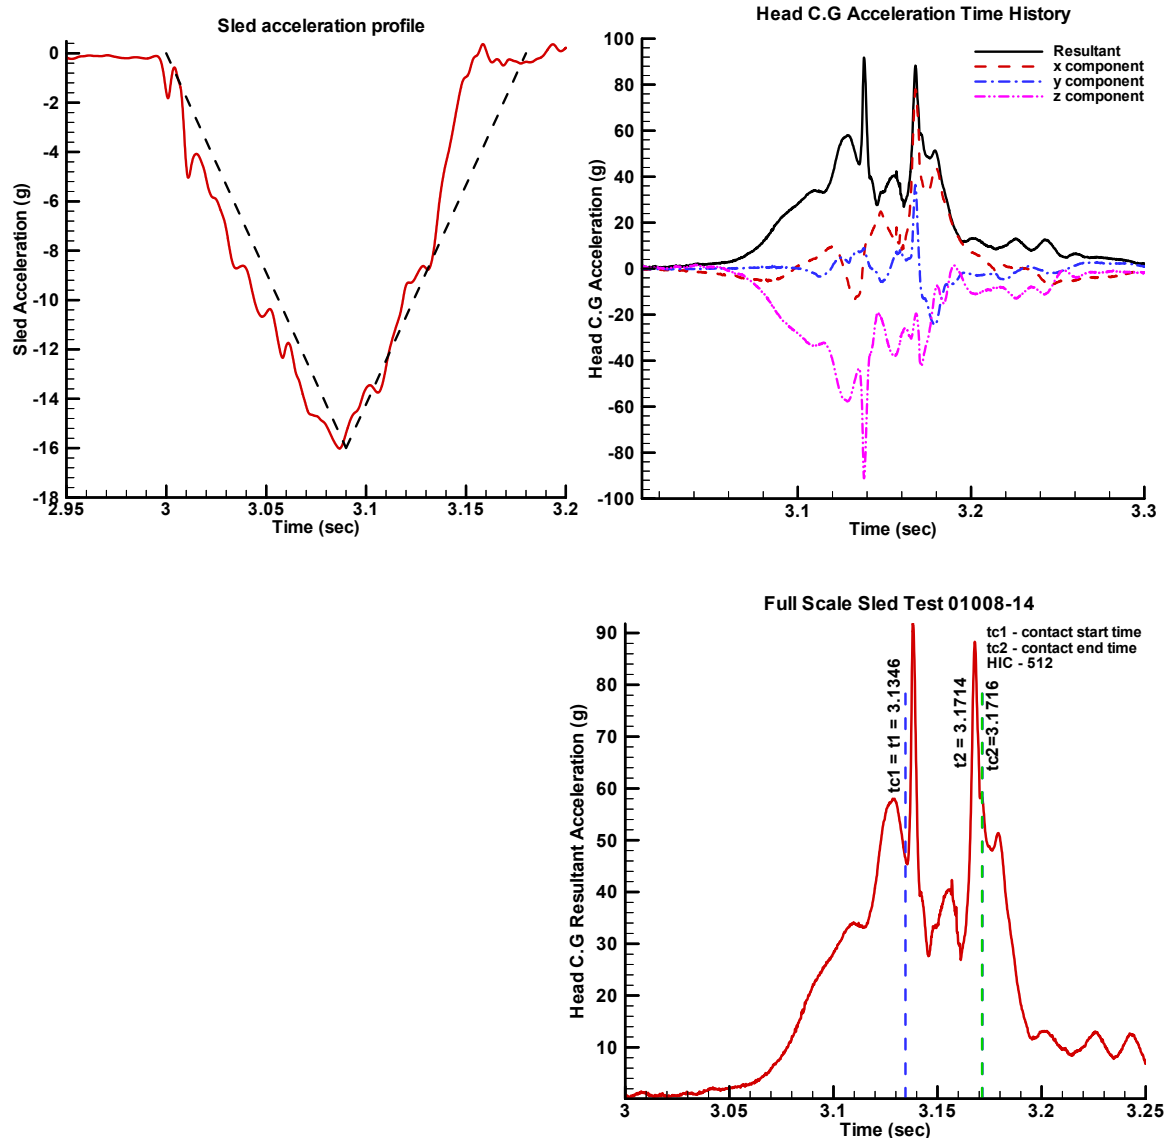 Sled acceleration profile
0
-2
-4
-6
-8
-10
-12
-14
-16
-18
Sled Acceleration (g)
2.95
3
3.05
3.1
3.15
3.2
Time (sec)
Head C.G Acceleration Time History
Resultant
x component
y component
z component
100
80
60
40
20
0
-20
-40
-60
-80
-100
Head C.G Acceleration (g)
3.1
3.2
3.3
Time (sec)
Full Scale Sled Test 01008-14
tc1 - contact start time
tc2 - contact end time
HIC - 512
tc1 = t1 = 3.1346
t2 = 3.1714
tc2=3.1716
90
80
70
60
50
40
30
20
10
Head C.G Resultant Acceleration (g)
3
3.05
3.1
3.15
3.2
3.25
Time (sec)